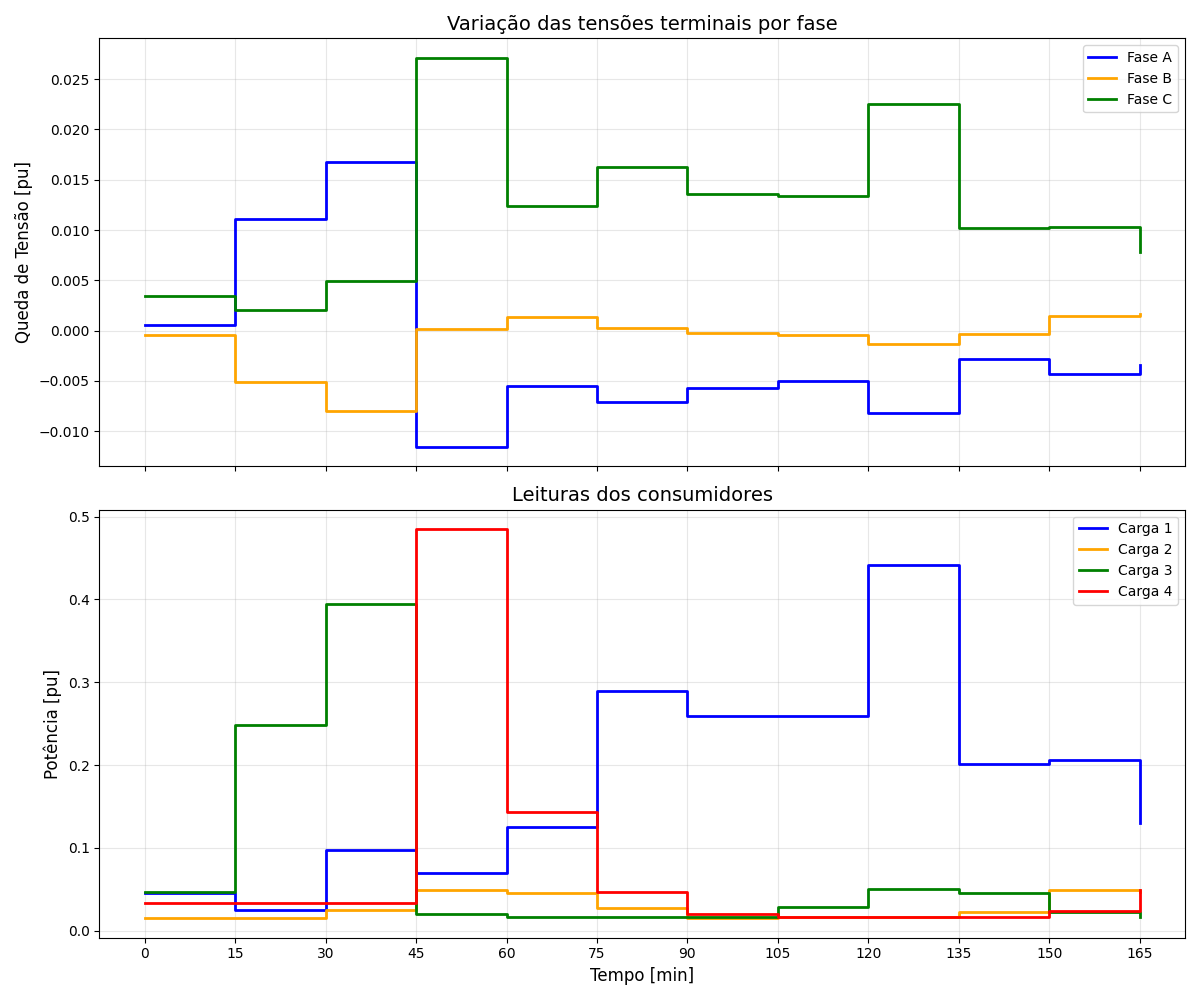 Variação das tensões terminais por fase
Queda de Tensão [pu]
0.025
0.020
0.015
0.010
0.005
0.000
−0.005
−0.010
Fase A
Fase B
Fase C
Leituras dos consumidores
Potência [pu]
0.5
0.4
0.3
0.2
0.1
0.0
Carga 1
Carga 2
Carga 3
Carga 4
0 15 30 45 60 75 90 105 120 135 150 165
Tempo [min]